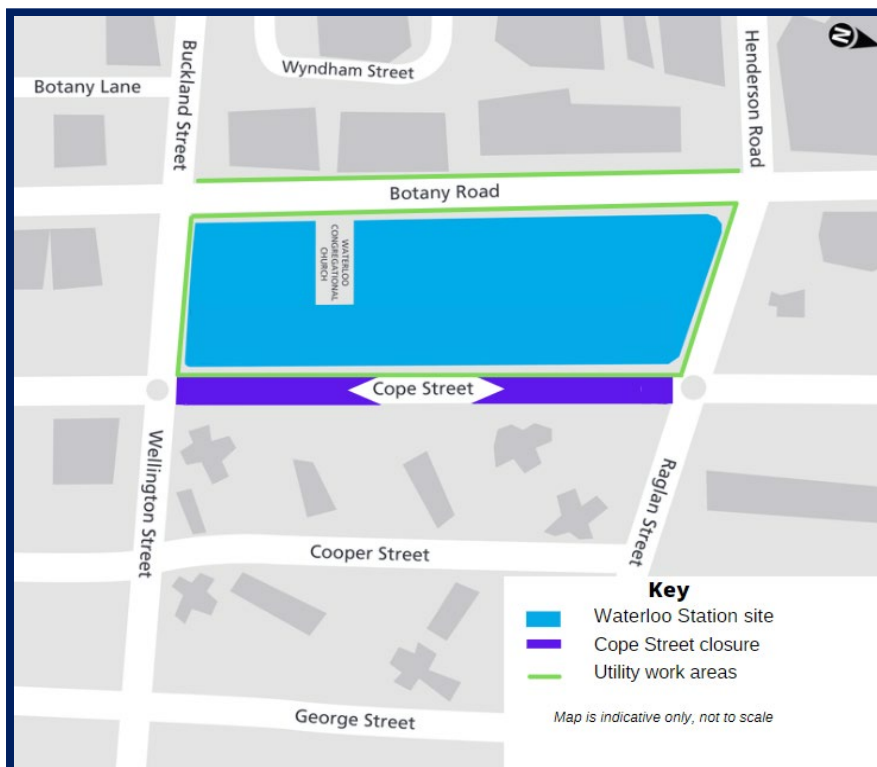 N
Wyndham Street
Botany Lane
Buckland Street
Henderson Road
Botany Road
WATERLOO
CONGREGATIONAL
CHURCH
Cope Street
Wellington Street
Raglan Street
Cooper Street
George Street
Key
Waterloo Station site
Cope Street closure
Utility work areas
Map is indicative only, not to scale